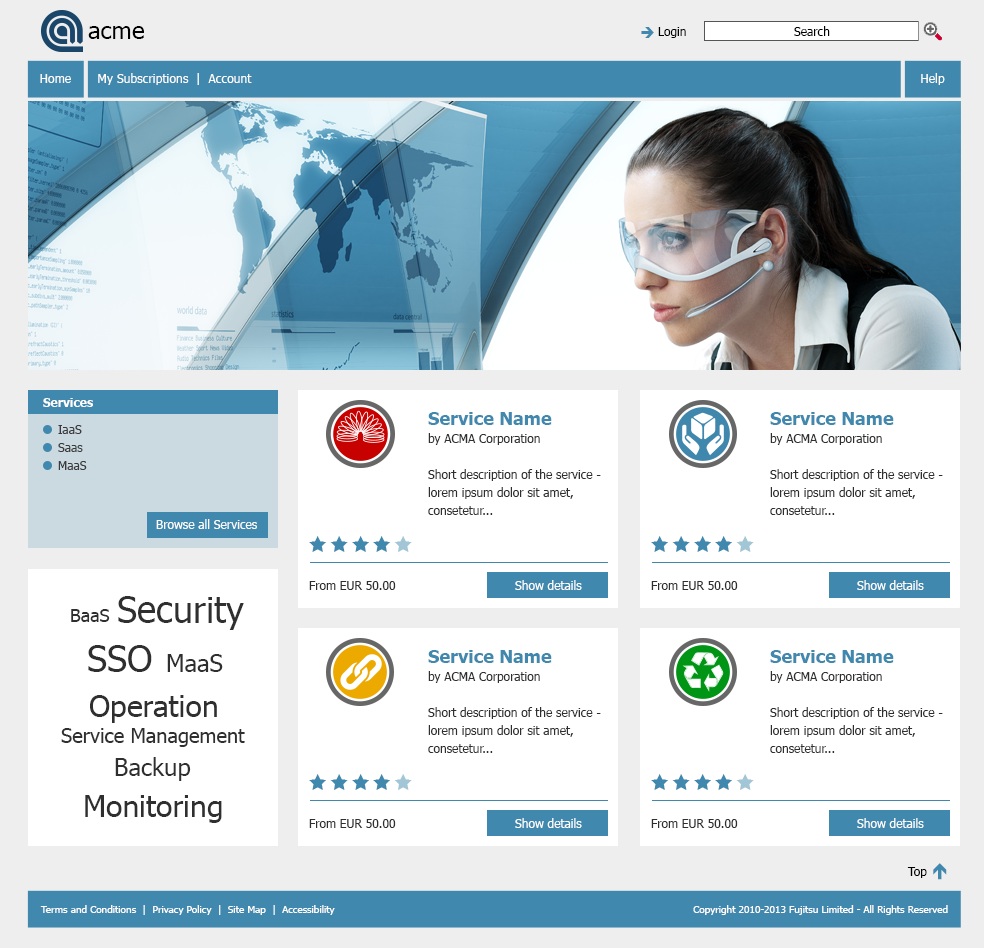 acme
Login
Search
Home
My Subscriptions | Account
Help
world data
statistics
data central
Services
IaaS
Saas
MaaS
Browse all Services
BaaS Security
SSO MaaS
Operation
Service Management
Backup
Monitoring
Service Name
by ACMA Corporation
Short description of the service -
lorem ipsum dolor sit amet,
consetetur...
From EUR 50.00
Show details
Service Name
by ACMA Corporation
Short description of the service -
lorem ipsum dolor sit amet,
consetetur...
From EUR 50.00
Show details
Service Name
by ACMA Corporation
Short description of the service -
lorem ipsum dolor sit amet,
consetetur...
From EUR 50.00
Show details
Service Name
by ACMA Corporation
Short description of the service -
lorem ipsum dolor sit amet,
consetetur...
From EUR 50.00
Show details
Top
Terms and Conditions | Privacy Policy | Site Map | Accessibility
Copyright 2010-2013 Fujitsu Limited - All Rights Reserved